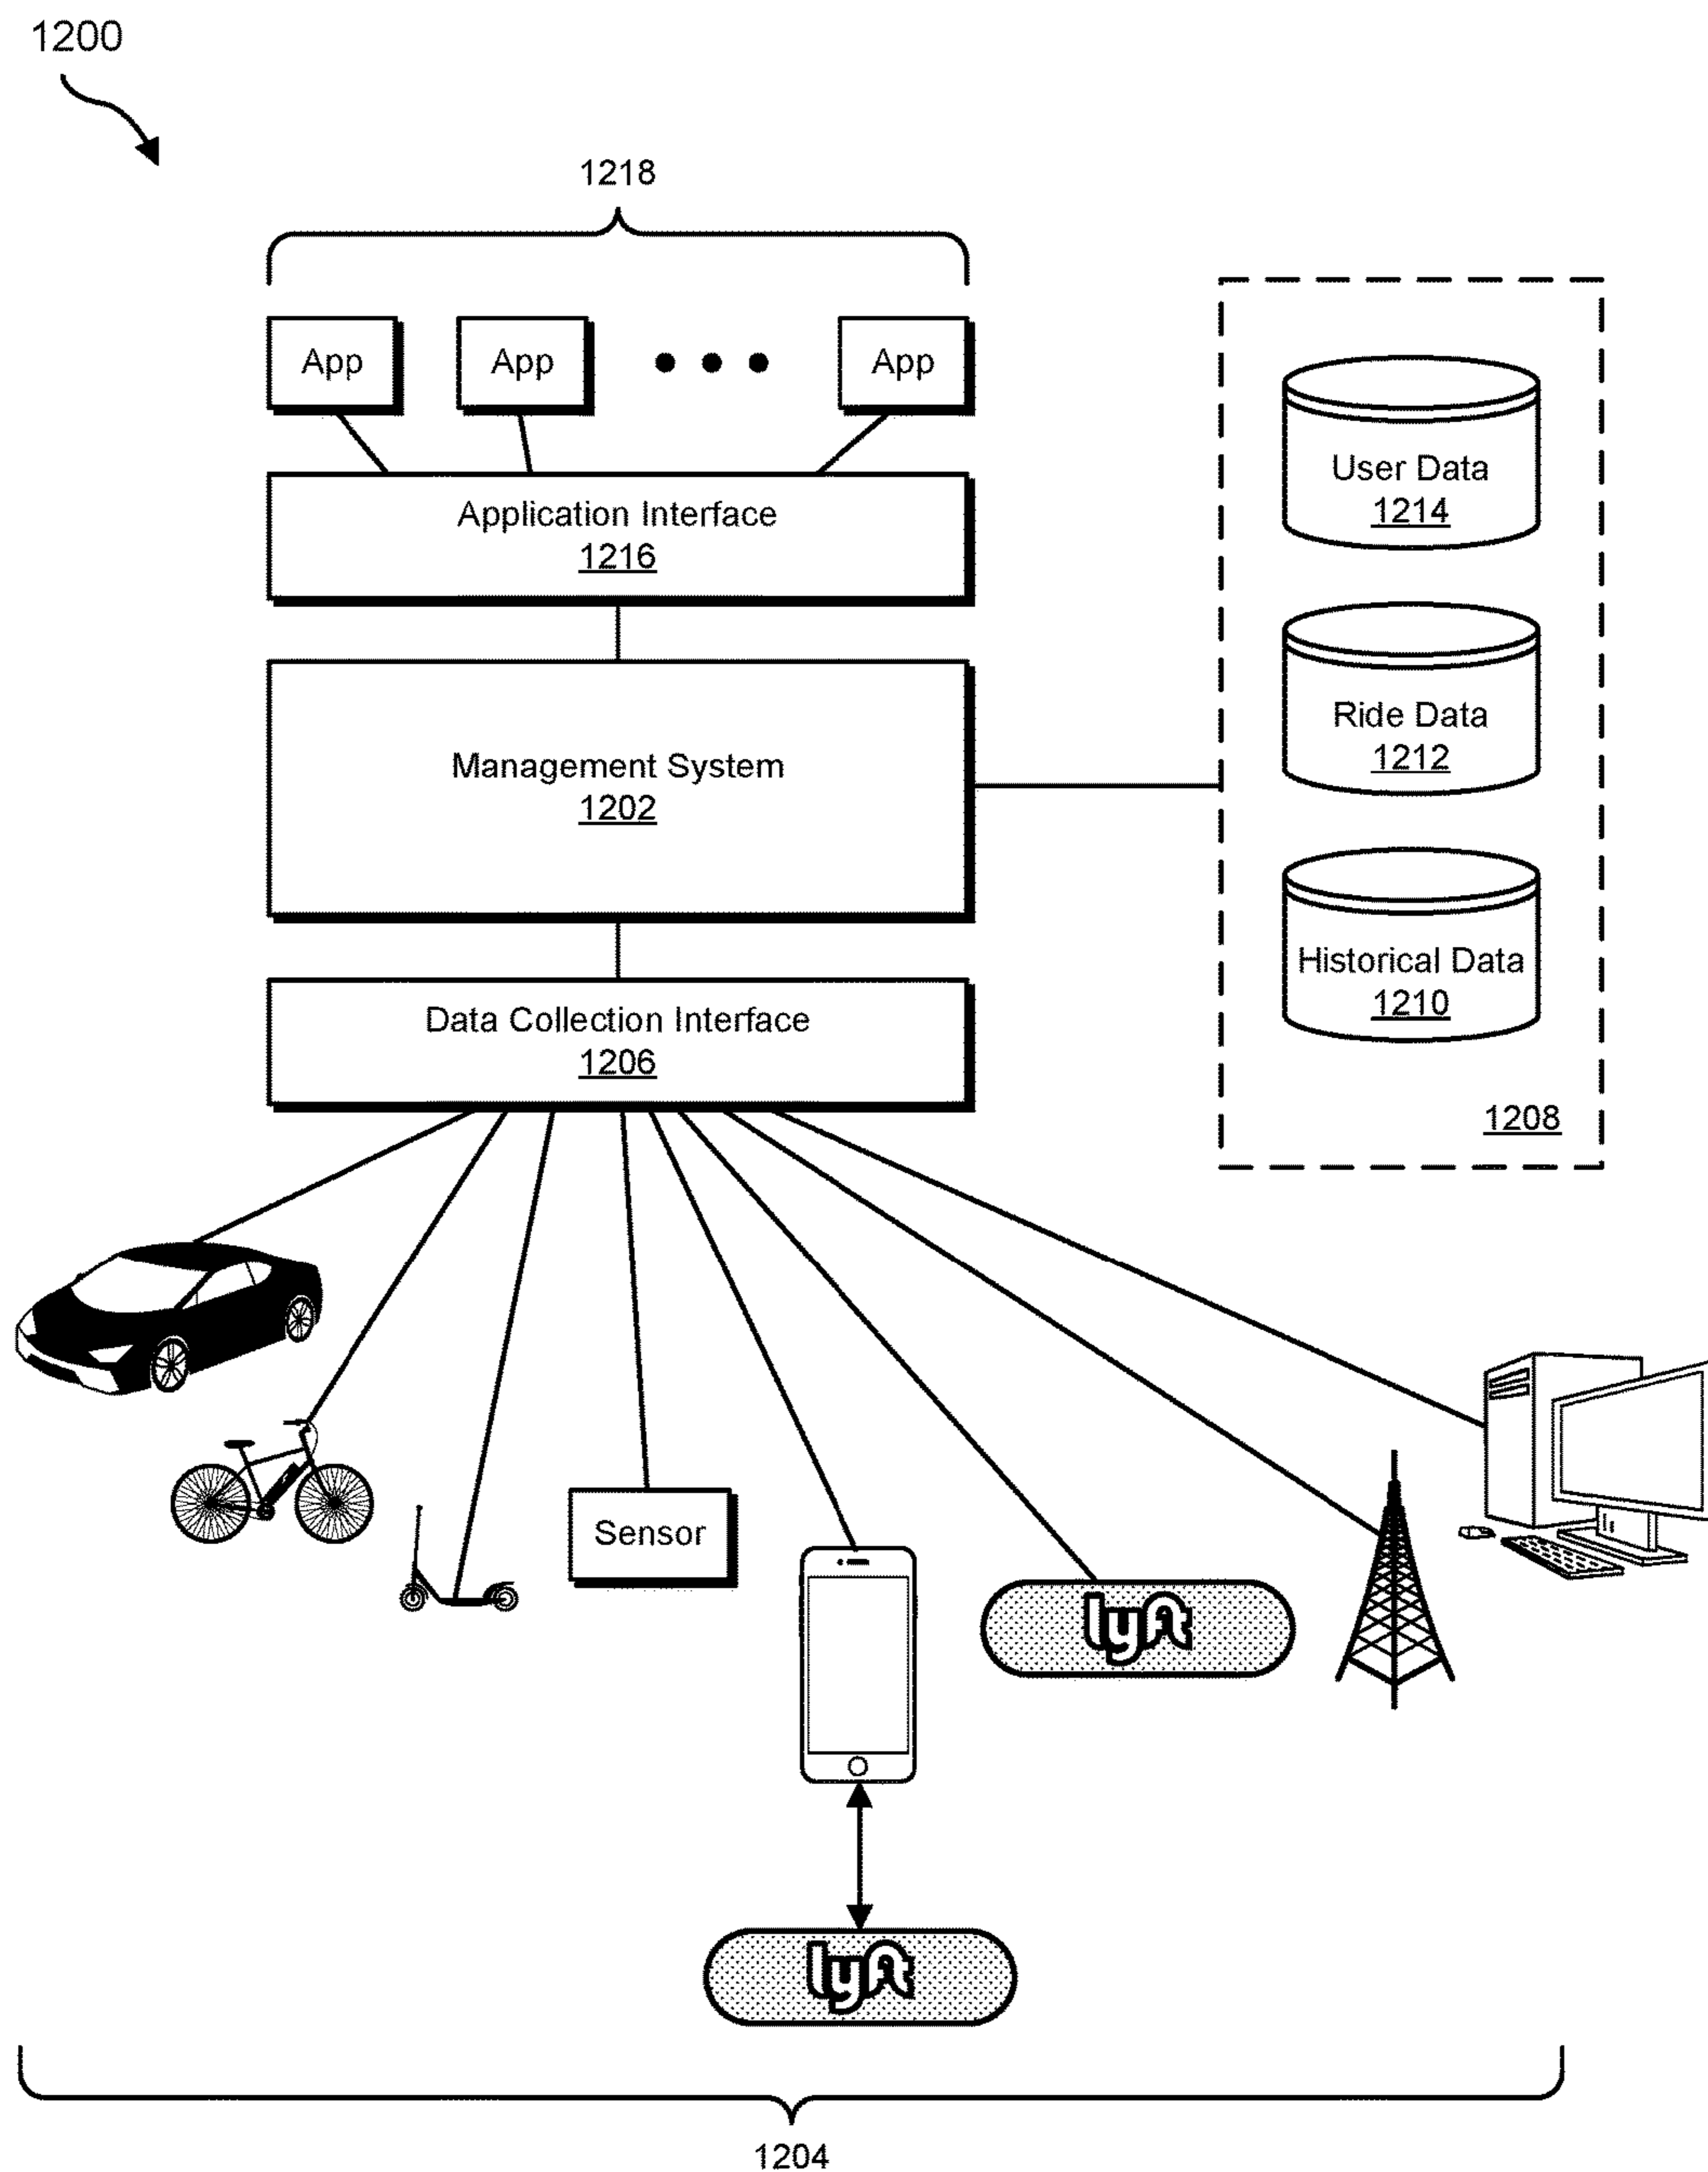 1200
1218
App
App
App
Application Interface
1216
Management System
1202
Data Collection Interface
1206
User Data
1214
Ride Data
1212
Historical Data
1210
1208
Sensor
lyft
lyft
1204